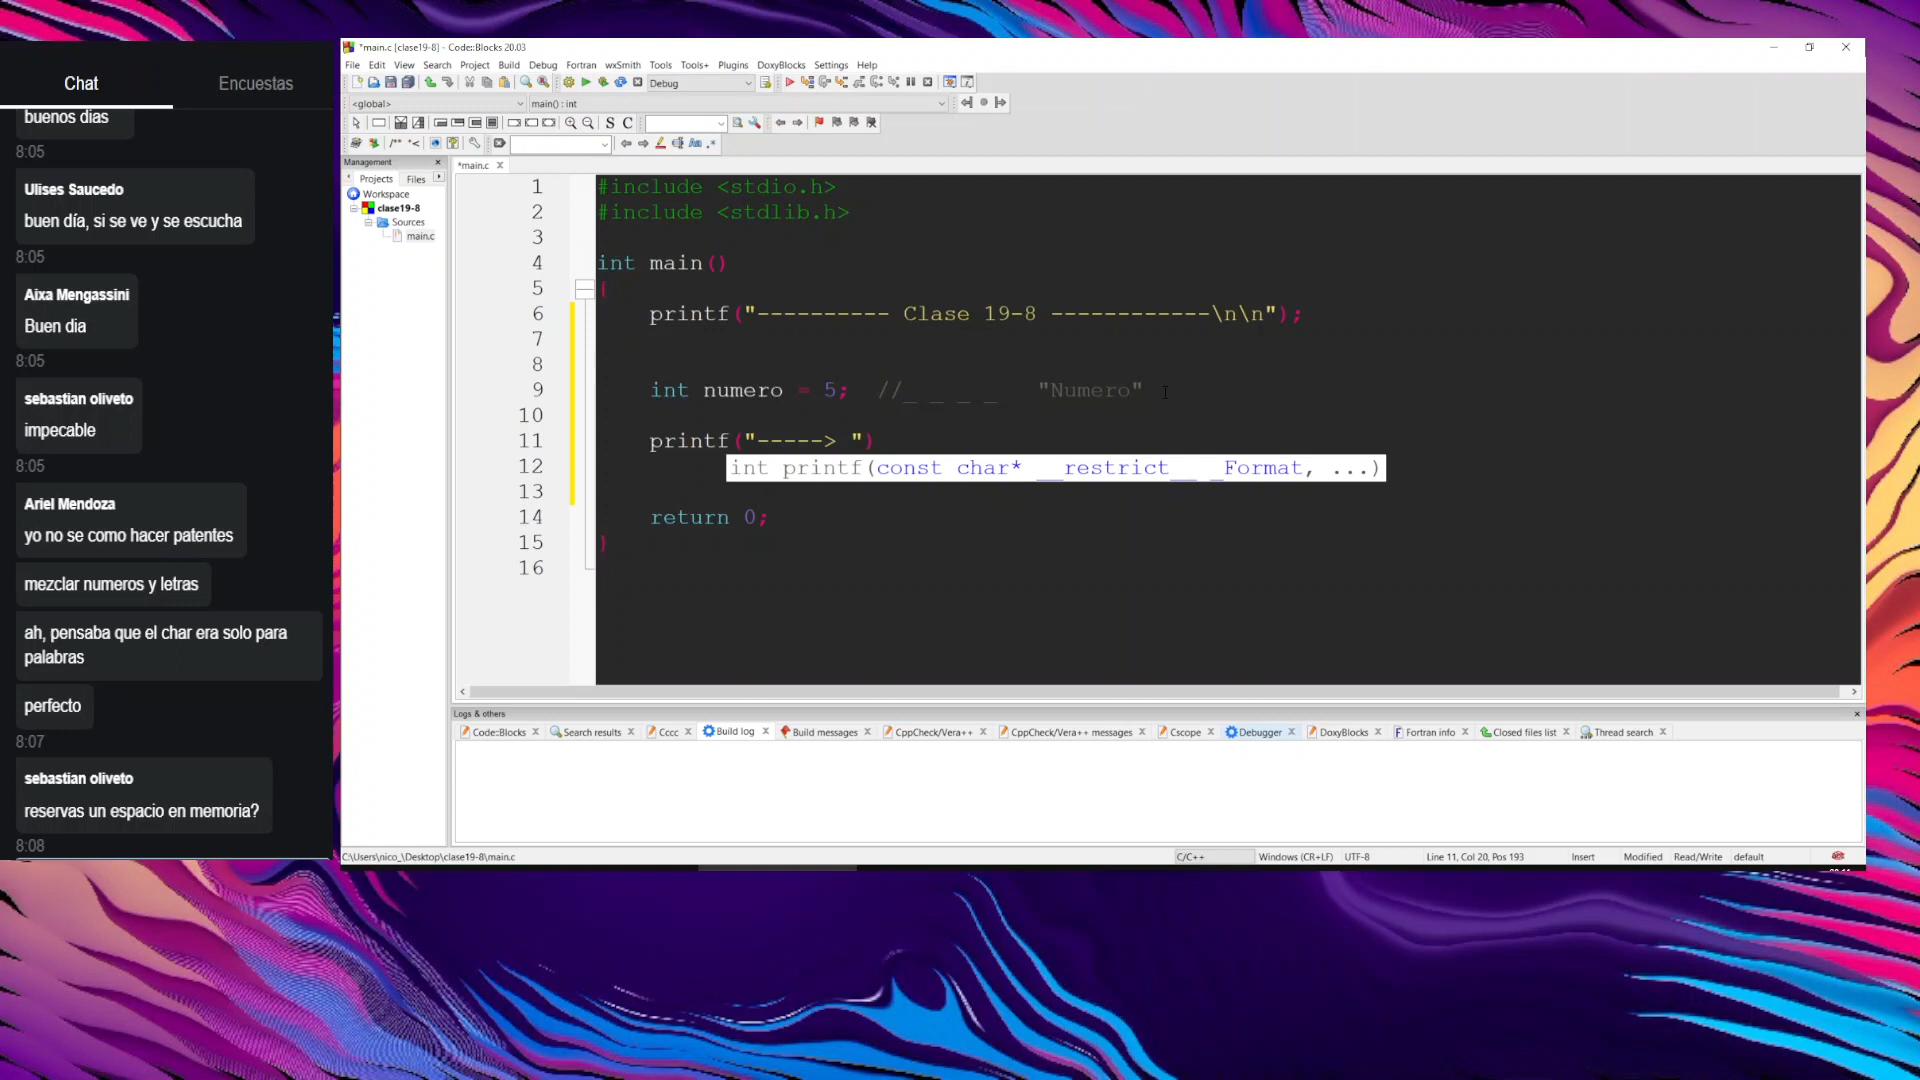 Chat
Encuestas
buenos dias
8:05
Ulises Saucedo
buen día, si se ve y se escucha
8:05
Aixa Mengassini
Buen dia
8:05
sebastian oliveto
impecable
8:05
Ariel Mendoza
yo no se como hacer patentes
mezclar numeros y letras
ah, pensaba que el char era solo para
palabras
perfecto
8:07
sebastian oliveto
reservas un espacio en memoria?
8:08
*main.c [clase19-8] - Code::Blocks 20.03
File Edit View Search Project Build Debug Fortran wxSmith Tools Tools+ Plugins DoxyBlocks Settings Help
Debug
<global>
main() : int
S C
/** *<
Aa .*
Management
Projects Files
Workspace
clase19-8
Sources
main.c
*main.c
1 #include <stdio.h>
2 #include <stdlib.h>
3
4 int main()
5 {
6 printf("---------- Clase 19-8 ------------\n\n");
7
8
9 int numero = 5; //_ _ _ _ "Numero"
10
11 printf("-----> ")
12 int printf(const char* __restrict__ _Format, ...)
13
14 return 0;
15 }
16
Logs & others
Code::Blocks Search results Cccc Build log Build messages CppCheck/Vera++ CppCheck/Vera++ messages Cscope Debugger DoxyBlocks Fortran info Closed files list Thread search
C:\Users\nico_\Desktop\clase19-8\main.c C/C++ Windows (CR+LF) UTF-8 Line 11, Col 20, Pos 193 Insert Modified Read/Write default